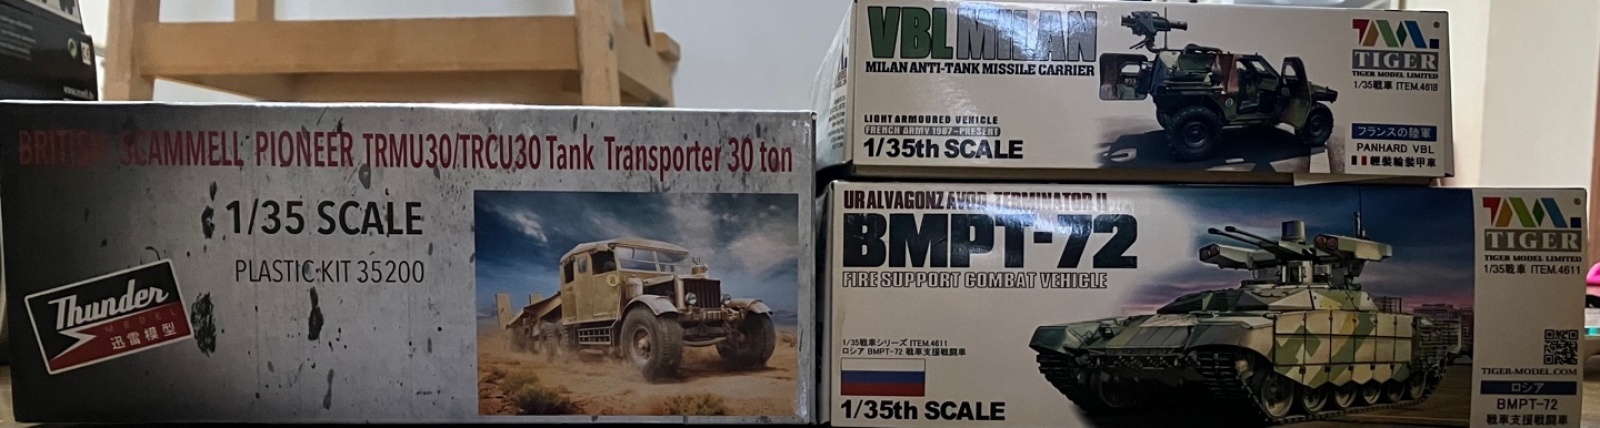 BRITISH SCAMMELL PIONEER TRMU30/TRCU30 Tank Transporter 30 ton
1/35 SCALE
PLASTIC KIT 35200
Thunder
MODEL
迅雷模型
VBL MILAN
MILAN ANTI-TANK MISSILE CARRIER
LIGHT ARMOURED VEHICLE
FRENCH ARMY 1987-PRESENT
1/35th SCALE
TIGER
TIGER MODEL LIMITED
1/35戦車 ITEM.4618
フランスの陸軍
PANHARD VBL
輕裝輪裝甲車
URALVAGONZAVOD TERMINATOR II
BMPT-72
FIRE SUPPORT COMBAT VEHICLE
1/35戦車シリーズ ITEM.4611
ロシア BMPT-72 戦車支援戦闘車
1/35th SCALE
TIGER
TIGER MODEL LIMITED
1/35戦車 ITEM.4611
TIGER-MODEL.COM
ロシア
BMPT-72
戦車支援戦闘車